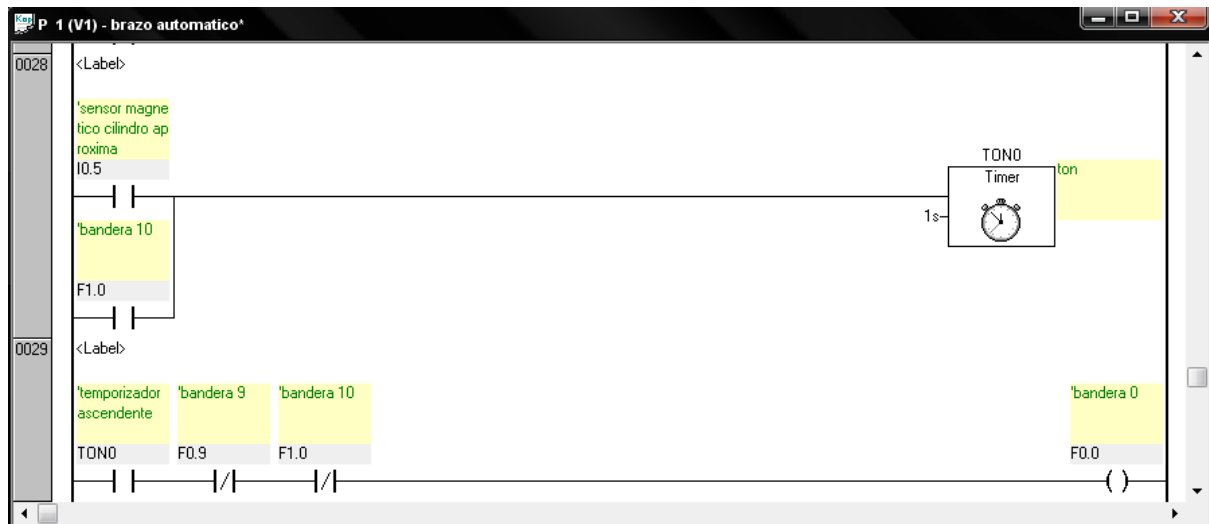 P 1 (V1) - brazo automatico*
0028
<Label>
'sensor magne
tico cilindro ap
roxima
I0.5
TON0
Timer
ton
1s
'bandera 10
F1.0
0029
<Label>
'temporizador 'bandera 9 'bandera 10 'bandera 0
ascendente
TON0 F0.9 F1.0 F0.0